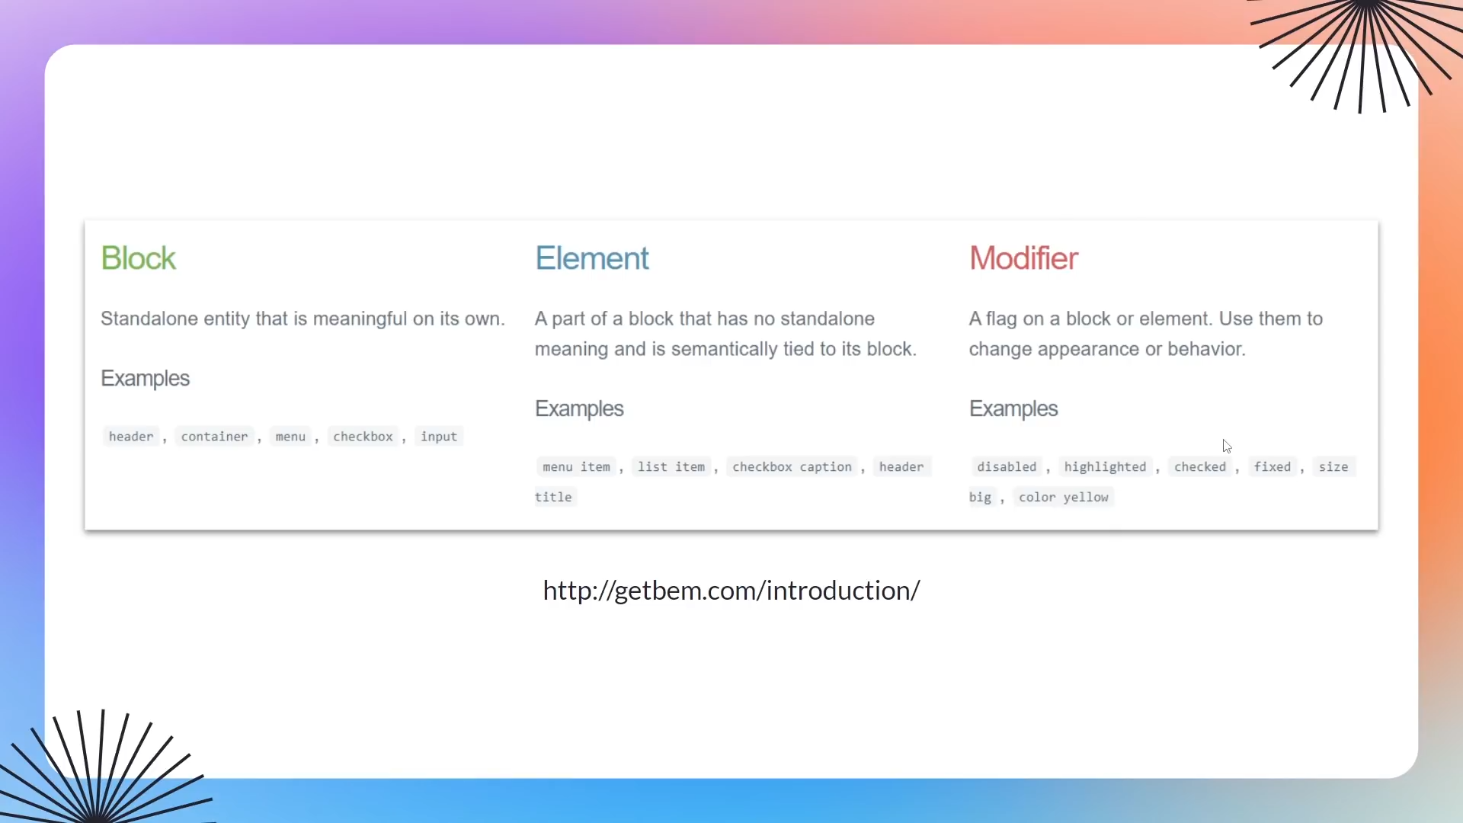 Block
Standalone entity that is meaningful on its own.
Examples
header , container , menu , checkbox , input
Element
A part of a block that has no standalone
meaning and is semantically tied to its block.
Examples
menu item , list item , checkbox caption , header
title
Modifier
A flag on a block or element. Use them to
change appearance or behavior.
Examples
disabled , highlighted , checked , fixed , size
big , color yellow
http://getbem.com/introduction/